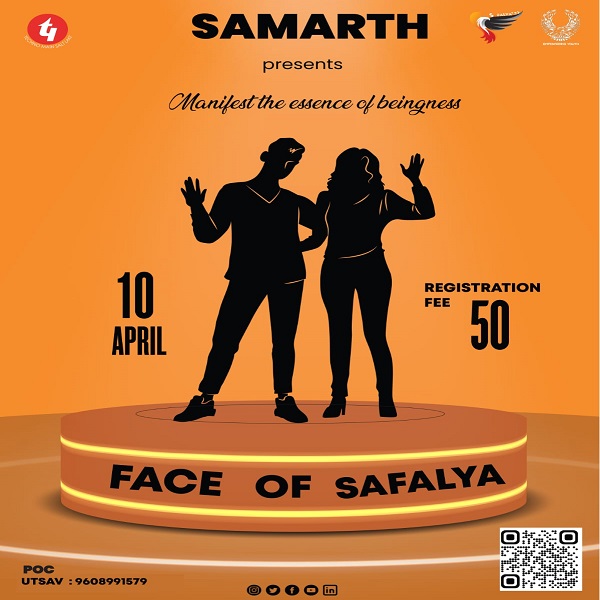 SAMARTH
presents
Manifest the essence of beingness
10
APRIL
REGISTRATION
FEE
50
FACE OF SAFALYA
POC
UTSAV : 9608991579